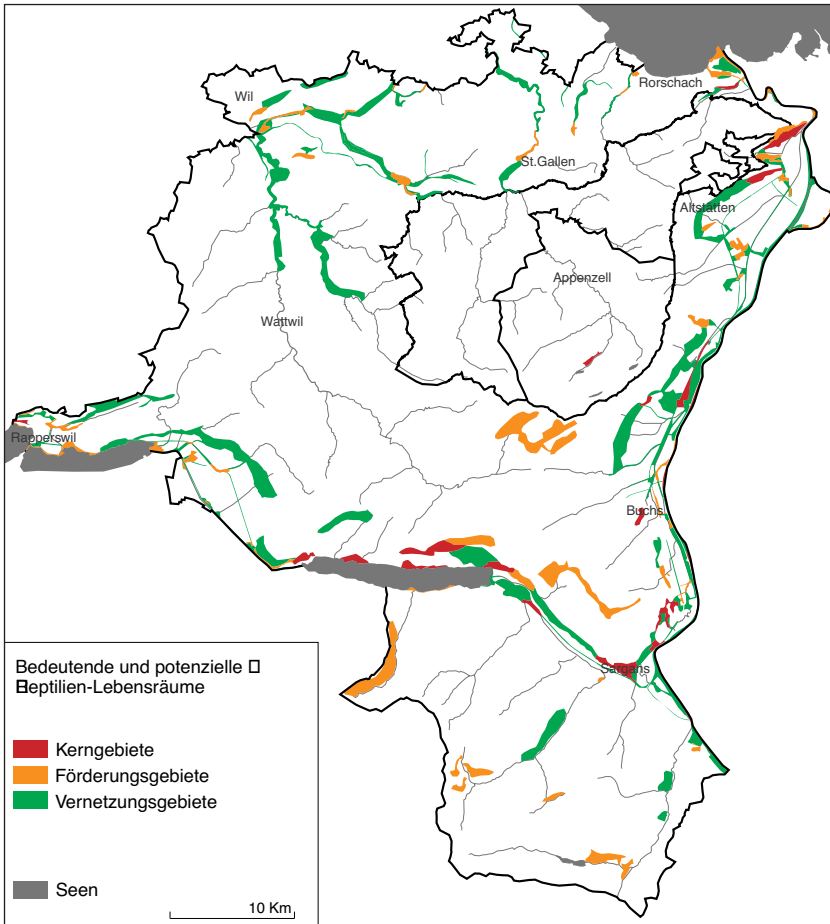 Rorschach
Wil
St.Gallen
Altstätten
Appenzell
Wattwil
Rapperswil
Buchs
Sargans
Bedeutende und potenzielle □
Reptilien-Lebensräume
Kerngebiete
Förderungsgebiete
Vernetzungsgebiete
Seen
10 Km